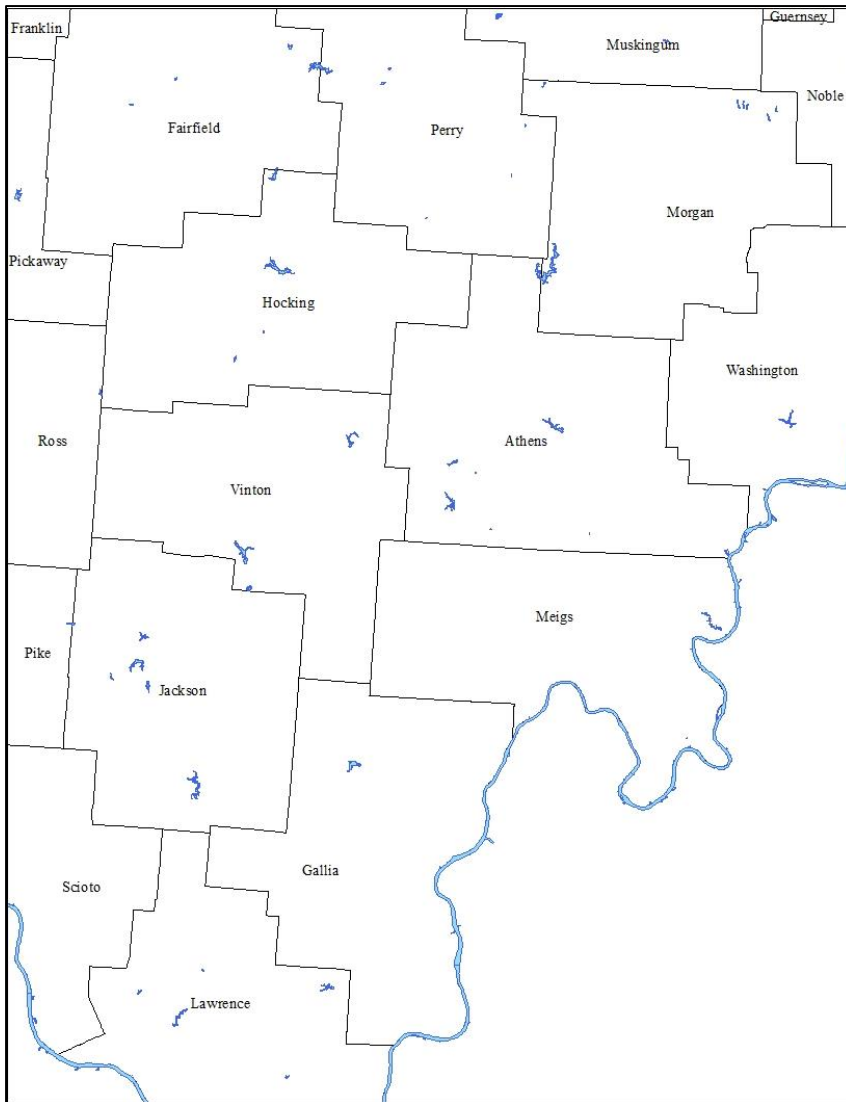 Guernsey
Franklin
Muskingum
Noble
Fairfield
Perry
Morgan
Pickaway
Hocking
Washington
Ross
Athens
Vinton
Meigs
Pike
Jackson
Gallia
Scioto
Lawrence